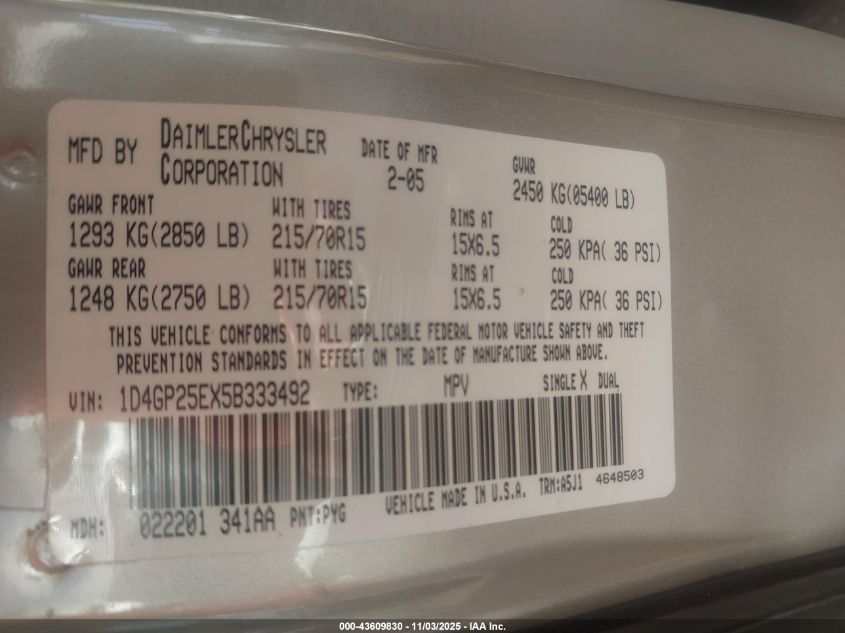 MFD BY DAIMLERCHRYSLER CORPORATION DATE OF MFR 2-05 GVWR 2450 KG(05400 LB)
GAWR FRONT WITH TIRES RIMS AT COLD
1293 KG(2850 LB) 215/70R15 15X6.5 250 KPA( 36 PSI)
GAWR REAR WITH TIRES RIMS AT COLD
1248 KG(2750 LB) 215/70R15 15X6.5 250 KPA( 36 PSI)
THIS VEHICLE CONFORMS TO ALL APPLICABLE FEDERAL MOTOR VEHICLE SAFETY AND THEFT
PREVENTION STANDARDS IN EFFECT ON THE DATE OF MANUFACTURE SHOWN ABOVE.
VIN: 1D4GP25EX5B333492 TYPE: MPV SINGLE X DUAL
MDH: 022201 341AA PNT:PYG VEHICLE MADE IN U.S.A. TRM:A5J1 4648503
000-43609830 - 11/03/2025 - IAA Inc.